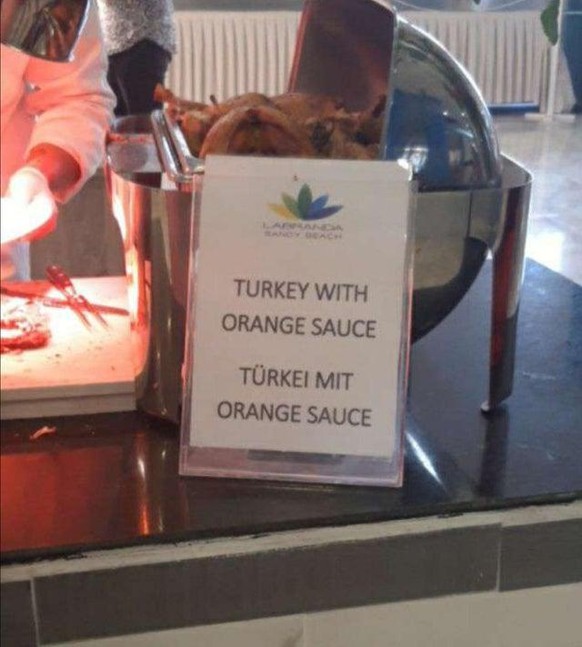 LABRANDA
SANDY BEACH
TURKEY WITH
ORANGE SAUCE
TÜRKEI MIT
ORANGE SAUCE